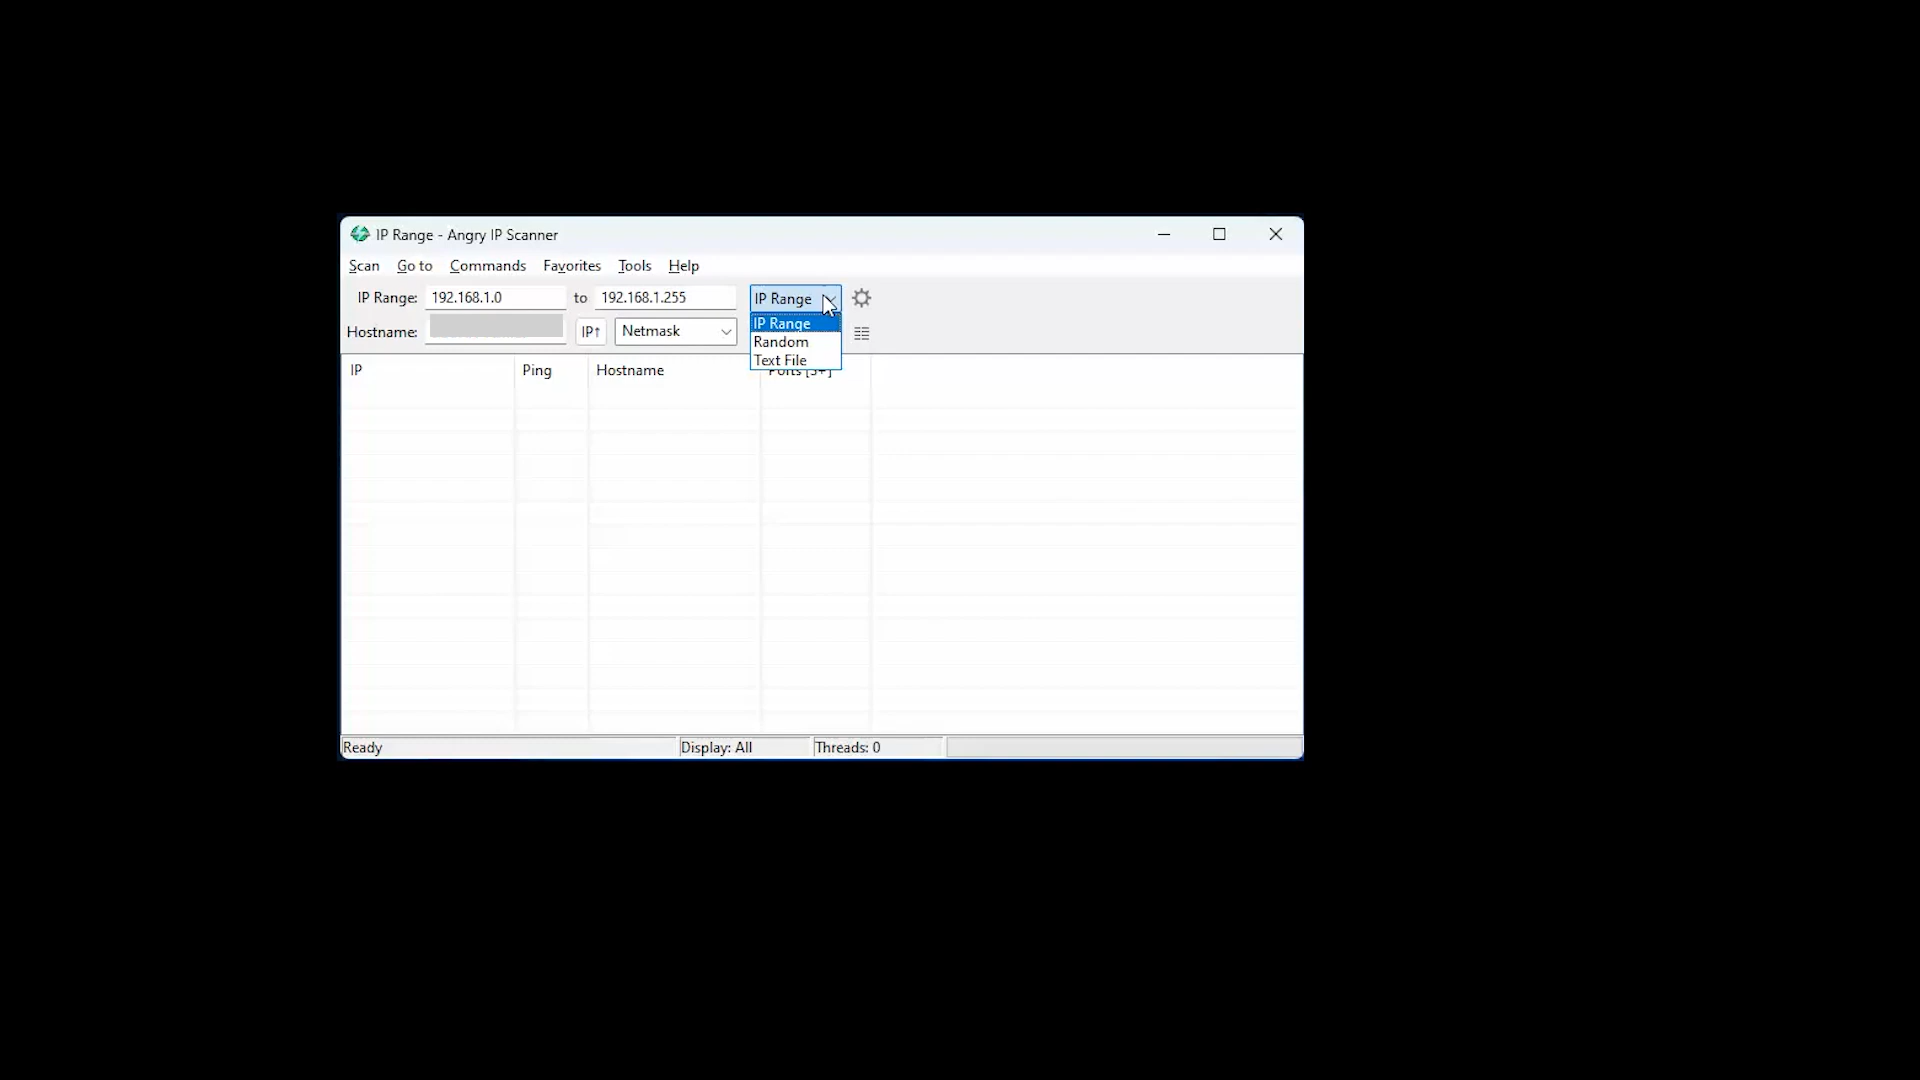 IP Range - Angry IP Scanner
Scan Go to Commands Favorites Tools Help
IP Range: 192.168.1.0 to 192.168.1.255 IP Range
Hostname: IP↑ Netmask
IP Range
Random
Text File
IP Ping Hostname Ports [3+]
Ready Display: All Threads: 0